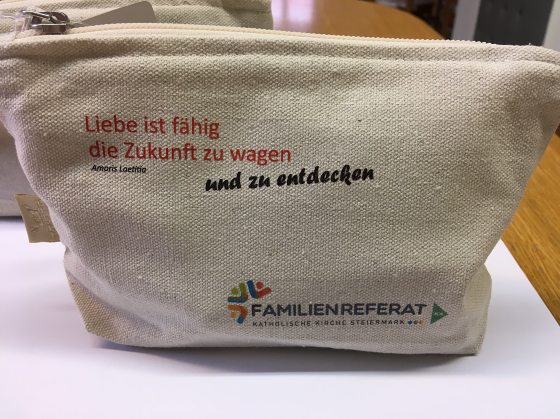 Liebe ist fähig
die Zukunft zu wagen
Amoris Laetitia
und zu entdecken
FAMILIENREFERAT
KATHOLISCHE KIRCHE STEIERMARK